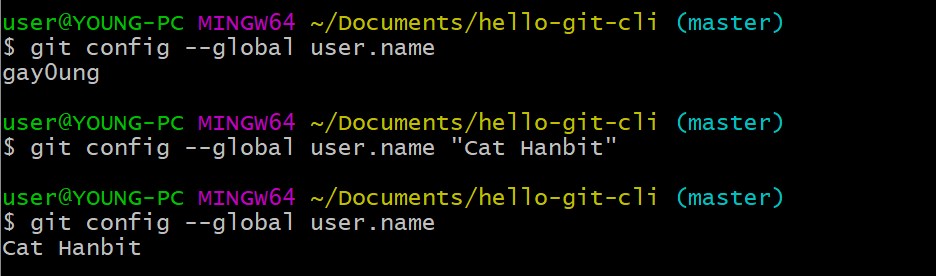 user@YOUNG-PC MINGW64 ~/Documents/hello-git-cli (master)
$ git config --global user.name
gay0ung
user@YOUNG-PC MINGW64 ~/Documents/hello-git-cli (master)
$ git config --global user.name "Cat Hanbit"
user@YOUNG-PC MINGW64 ~/Documents/hello-git-cli (master)
$ git config --global user.name
Cat Hanbit